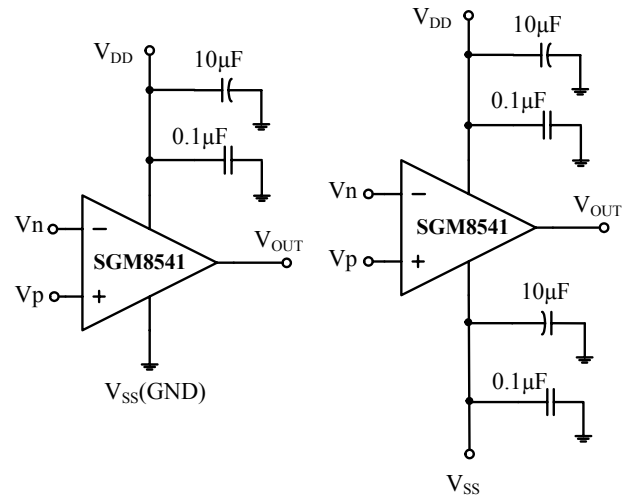 VDD
10µF
0.1µF
Vn
Vp
SGM8541
VOUT
VSS(GND)
VDD
10µF
0.1µF
Vn
Vp
SGM8541
VOUT
10µF
0.1µF
VSS